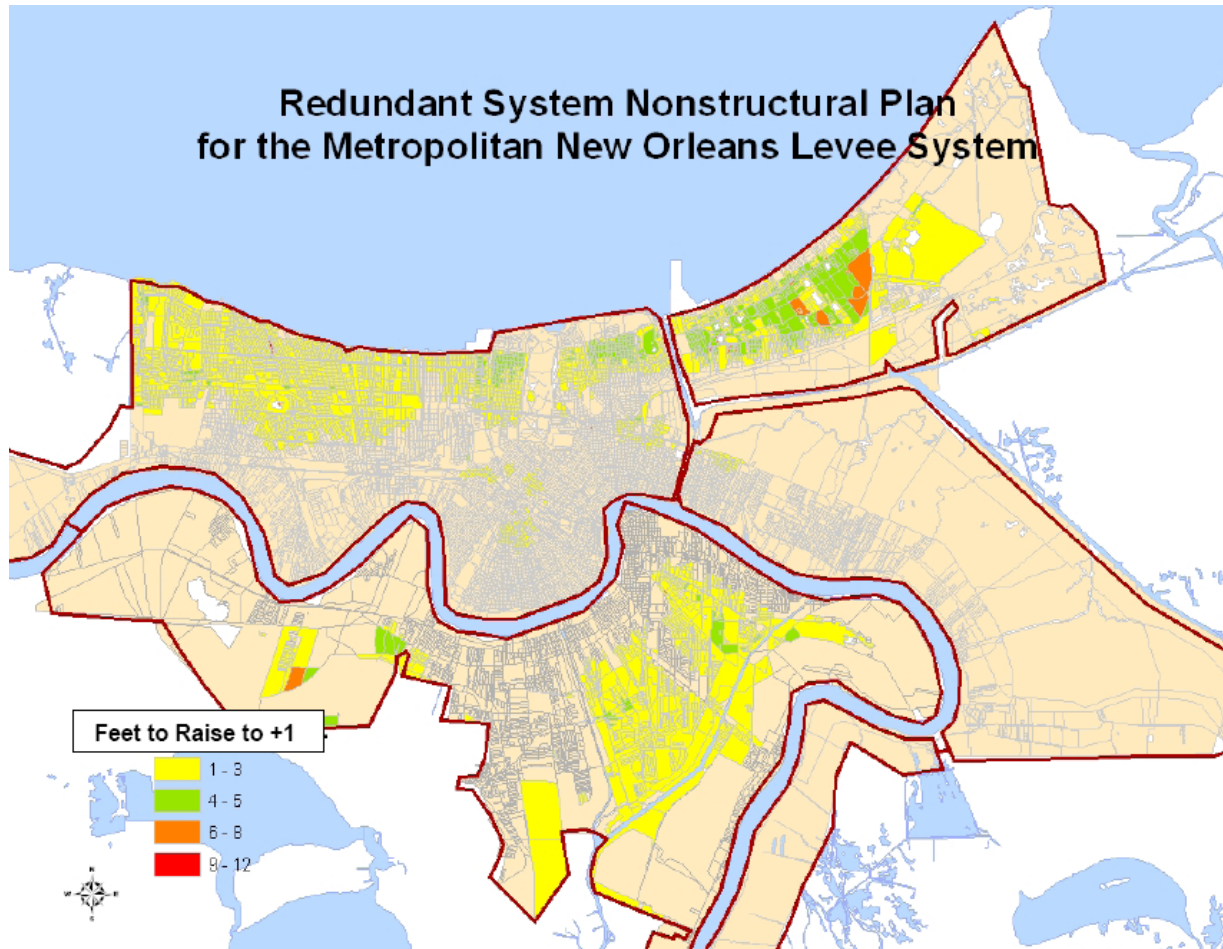 Redundant System Nonstructural Plan
for the Metropolitan New Orleans Levee System
Feet to Raise to +1
1 - 3
4 - 5
6 - 8
9 - 12
N
W E
S